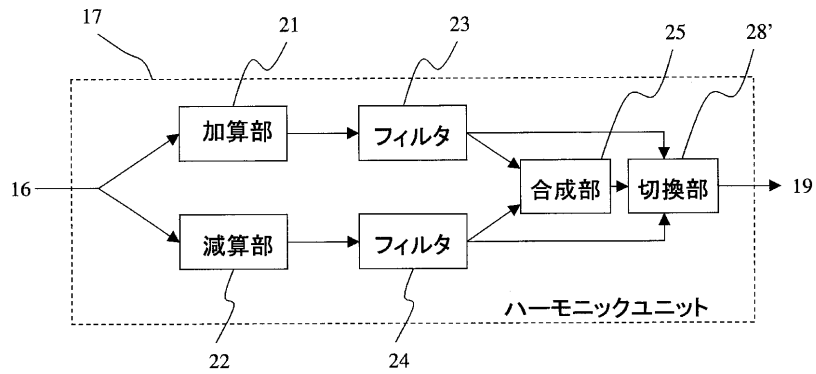 17
21
23
25
28’
加算部
フィルタ
16
合成部
切換部
19
減算部
フィルタ
ハーモニックユニット
22
24